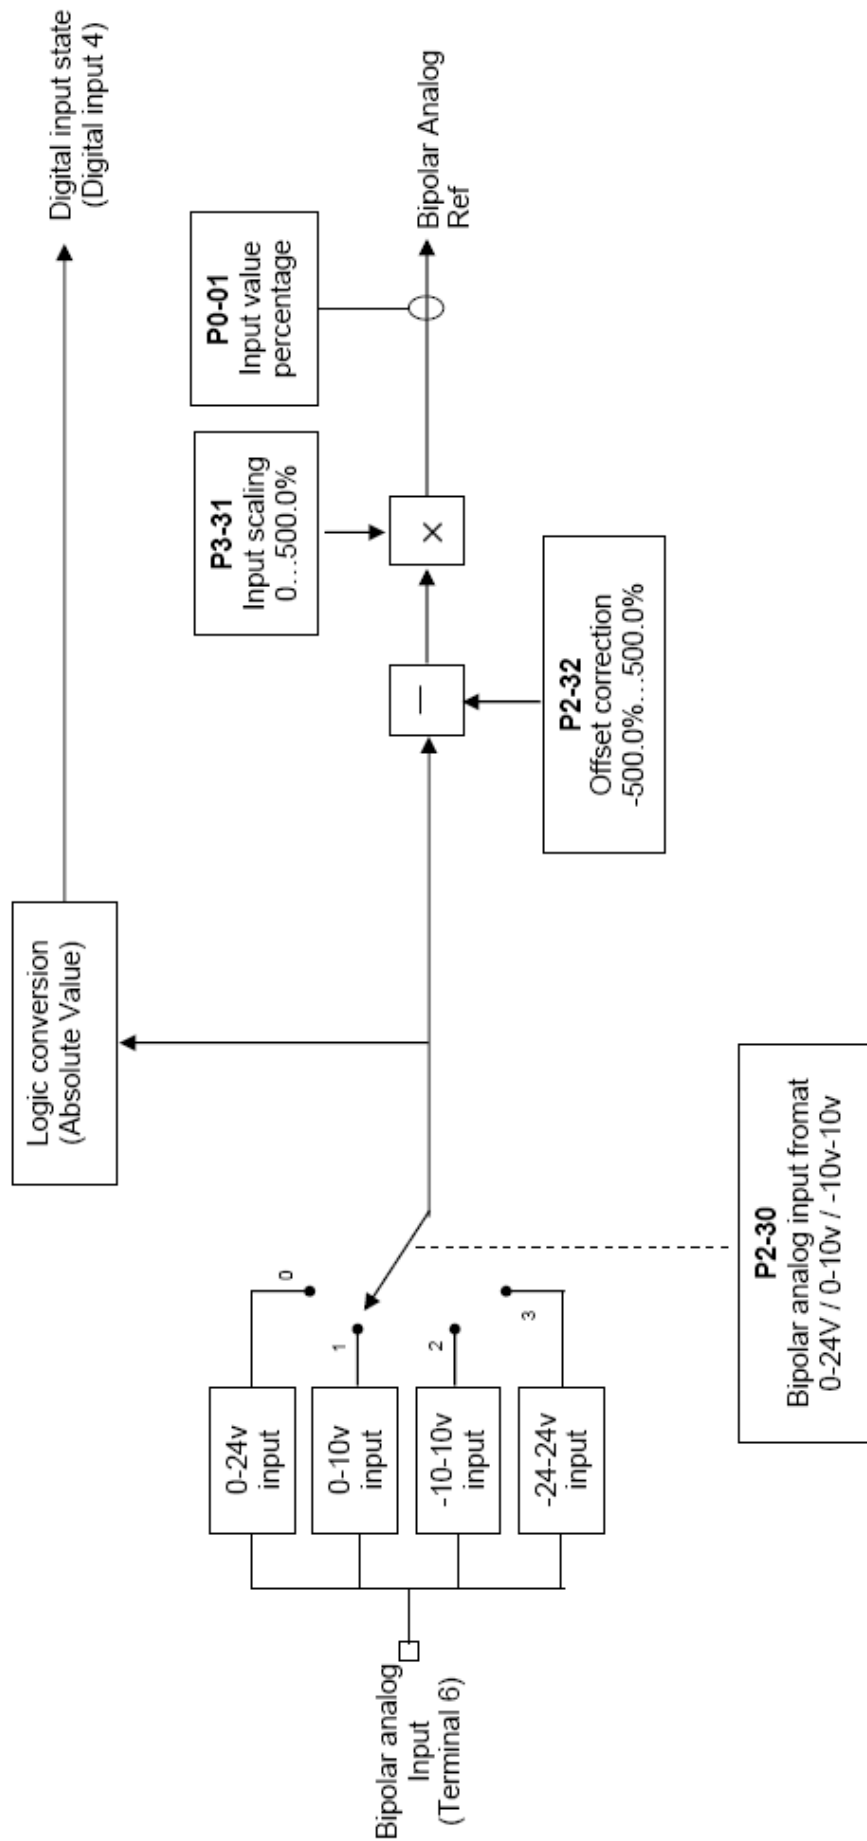 Bipolar analog
Input
(Terminal 6)
0-24v
input
0-10v
input
-10-10v
input
-24-24v
input
0
1
2
3
P2-30
Bipolar analog input fromat
0-24V / 0-10v / -10v-10v
Logic conversion
(Absolute Value)
Digital input state
(Digital input 4)
—
P2-32
Offset correction
-500.0%...500.0%
×
P3-31
Input scaling
0...500.0%
P0-01
Input value
percentage
Bipolar Analog
Ref